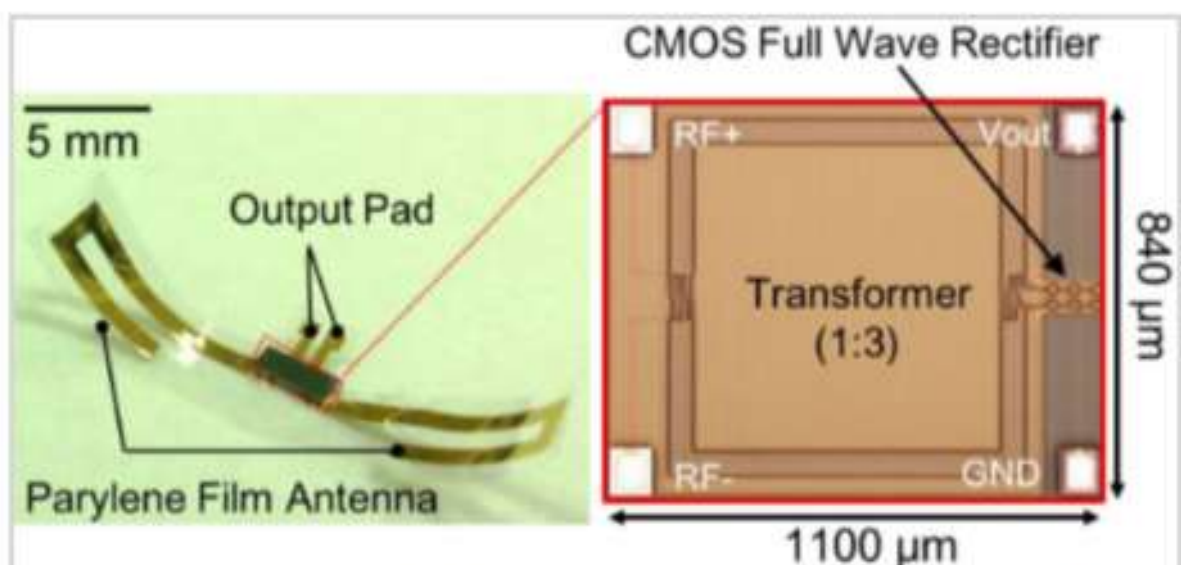 CMOS Full Wave Rectifier
5 mm
Output Pad
Parylene Film Antenna
RF+
Vout
Transformer
(1:3)
RF-
GND
840 µm
1100 µm